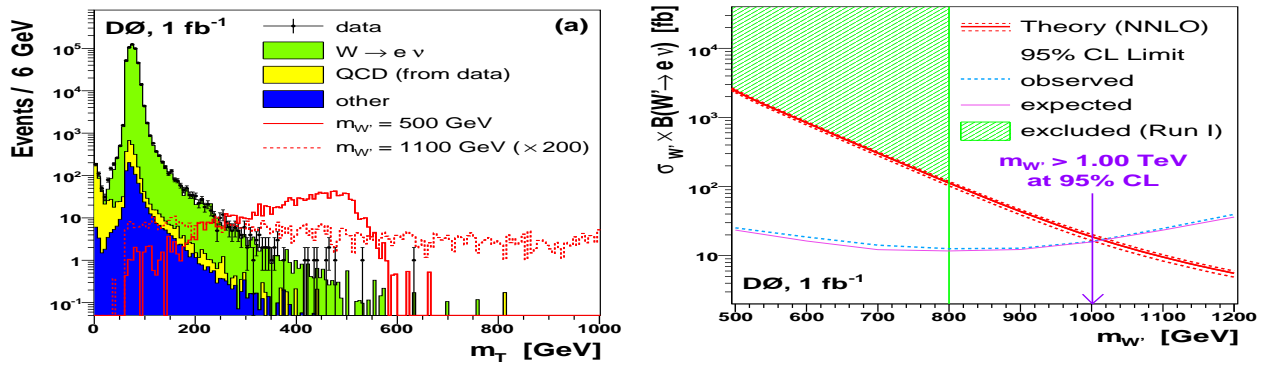 DØ, 1 fb⁻¹
(a)
data
W → e ν
QCD (from data)
other
m_W' = 500 GeV
m_W' = 1100 GeV (× 200)
Events / 6 GeV
10⁵
10⁴
10³
10²
10
1
10⁻¹
0 200 400 600 800 1000
m_T [GeV]
σ_W' × B(W'→ e ν) [fb]
10⁴
10³
10²
10
Theory (NNLO)
95% CL Limit
observed
expected
excluded (Run I)
m_W' > 1.00 TeV
at 95% CL
DØ, 1 fb⁻¹
500 600 700 800 900 1000 1100 1200
m_W' [GeV]